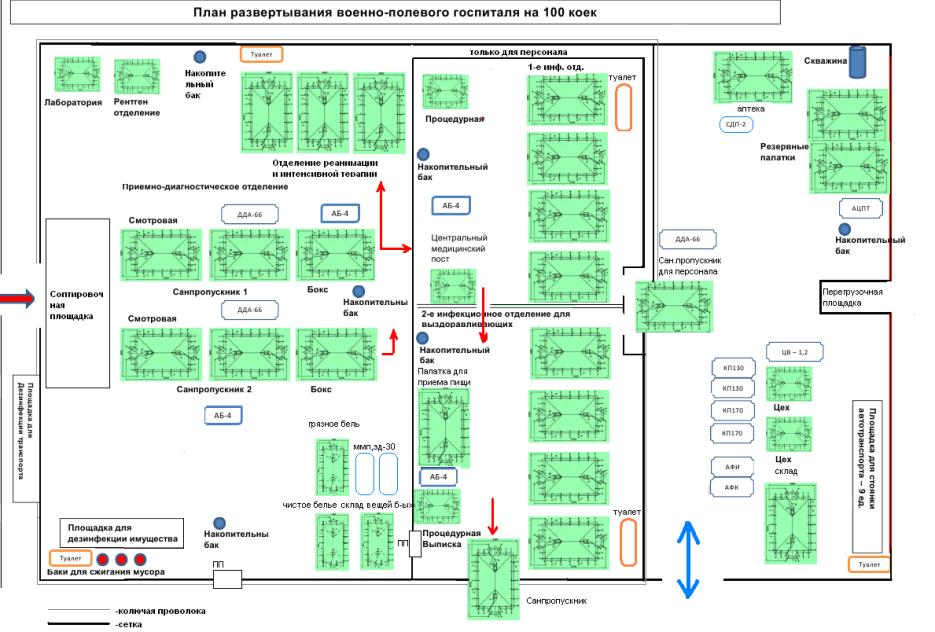 План развертывания военно-полевого госпиталя на 100 коек
только для персонала
1-е инф. отд.
Туалет
Накопите
льный
бак
Лаборатория
Рентген
отделение
Отделение реанимации
и интенсивной терапии
Приемно-диагностическое отделение
Процедурная
туалет
Накопительный
бак
АБ-4
Центральный
медицинский
пост
Скважина
аптека
СДП-2
Резервные
палатки
АЦПТ
Накопительный
бак
ДДА-66
Сан.пропускник
для персонала
Перегрузочная
площадка
Смотровая
ДДА-66
АБ-4
Санпропускник 1
Бокс
Накопительны
бак
Соптировоч
ная
площадка
Смотровая
ДДА-66
Санпропускник 2
Бокс
АБ-4
2-е инфекционное отделение для
выздоравливающих
Накопительный
бак
Палатка для
приема пищи
АБ-4
Процедурная
Выписка
Площадка для
Дезинфекции транспорта
грязное бель
ммп,эд-30
чистое белье склад вещей б-ых
ПП
Площадка для
дезинфекции имущества
Туалет
Баки для сжигания мусора
Накопительны
бак
ПП
туалет
Санпропускник
ЦВ – 1,2
КП130
КП130
КП170
КП170
АФИ
АФК
Цех
Цех
склад
Площадка для стоянки
автотранспорта – 9 ед.
Туалет
-колючая проволока
-сетка